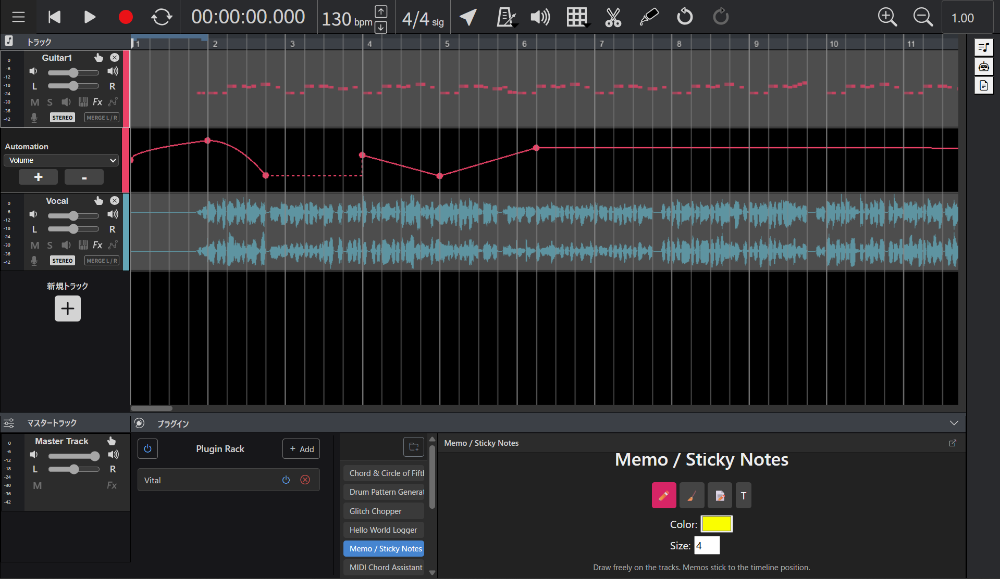 00:00:00.000
130 bpm
4/4 sig
1.00
トラック
1 2 3 4 5 6 7 8 9 10 11
Guitar1
0
-6
-12
-18
-24
-30
-36
-42
L R
M S Fx
STEREO MERGE L / R
Automation
Volume
+ -
Vocal
0
-6
-12
-18
-24
-30
-36
-42
L R
M S Fx
STEREO MERGE L / R
新規トラック
マスタートラック
プラグイン
Master Track
0
-6
-12
-18
-24
-30
-36
-42
L R
M Fx
Plugin Rack
+ Add
Vital
Chord & Circle of Fifth
Drum Pattern Generat
Glitch Chopper
Hello World Logger
Memo / Sticky Notes
MIDI Chord Assistant
Memo / Sticky Notes
Memo / Sticky Notes
T
Color:
Size: 4
Draw freely on the tracks. Memos stick to the timeline position.